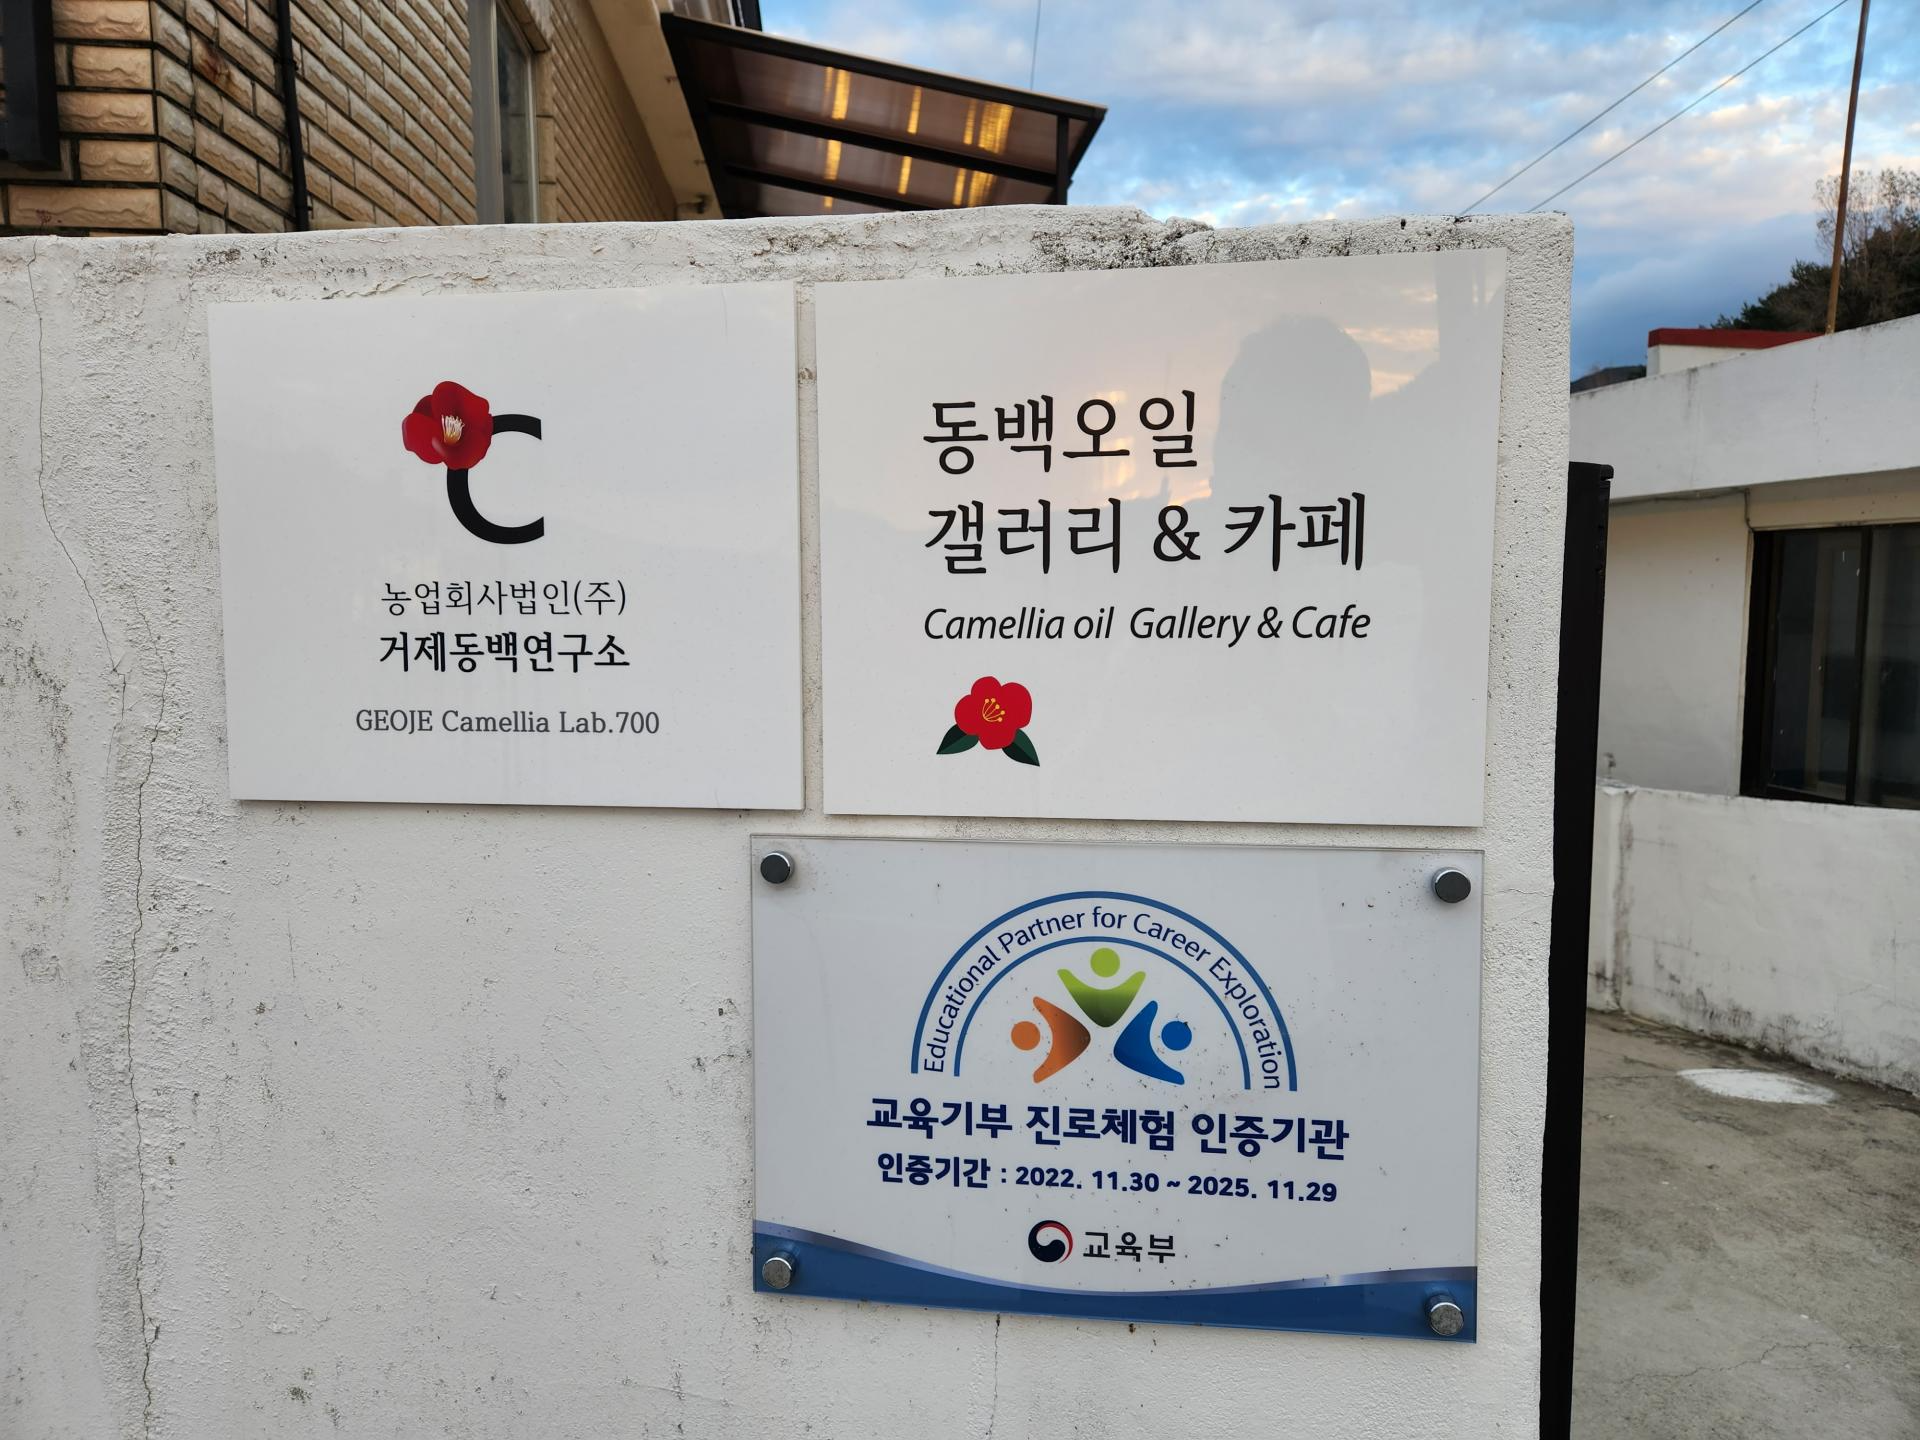 C
농업회사법인(주)
거제동백연구소
GEOJE Camellia Lab.700
동백오일
갤러리 & 카페
Camellia oil Gallery & Cafe
Educational Partner for Career Exploration
교육기부 진로체험 인증기관
인증기간 : 2022. 11.30 ~ 2025. 11.29
교육부